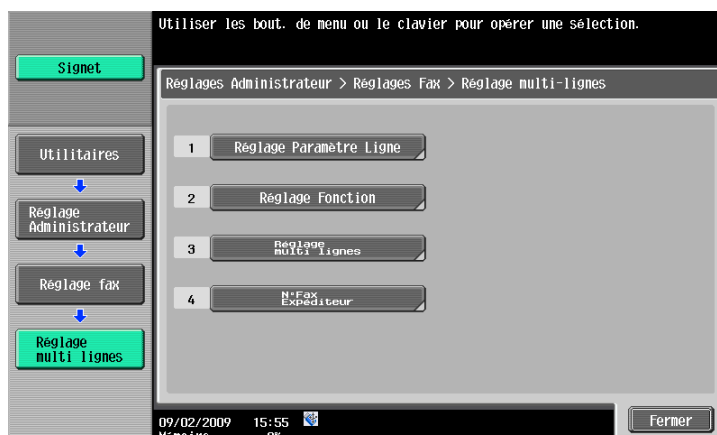 Utiliser les bout. de menu ou le clavier pour opérer une sélection.
Signet
Réglages Administrateur > Réglages Fax > Réglage multi-lignes
Utilitaires
Réglage
Administrateur
Réglage fax
Réglage
multi lignes
1 Réglage Paramètre Ligne
2 Réglage Fonction
3 Réglage
multi lignes
4 N°Fax
Expéditeur
09/02/2009 15:55
Fermer